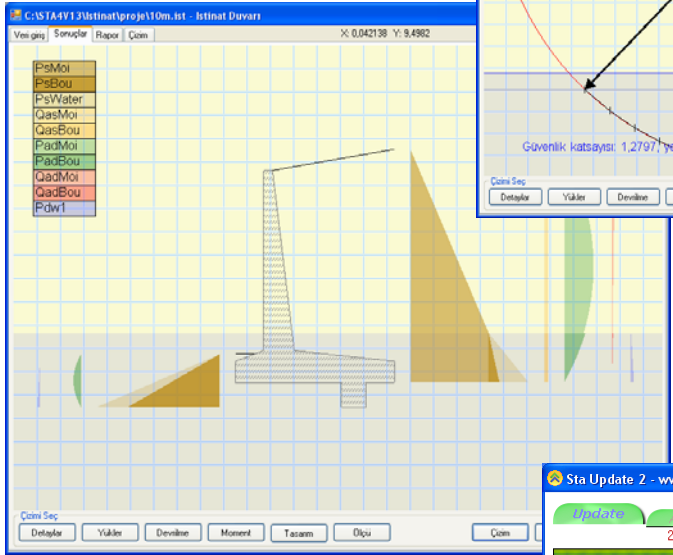 C:\STA4V13\Istinat\proje\10m.ist - Istinat Duvarı
Veri giriş Sonuçlar Rapor Çizim
X: 0,042138 Y: 9,4982
PsMoi
PsBou
PsWater
QasMoi
QasBou
PadMoi
PadBou
QadMoi
QadBou
Pdw1
Çizimi Seç
Detaylar Yükler Devrilme Moment Tasarım Ölçü Çizim
Güvenlik katsayısı: 1,2797, ye
Çizimi Seç
Detaylar Yükler Devrilme
Sta Update 2 - ww
Update
2